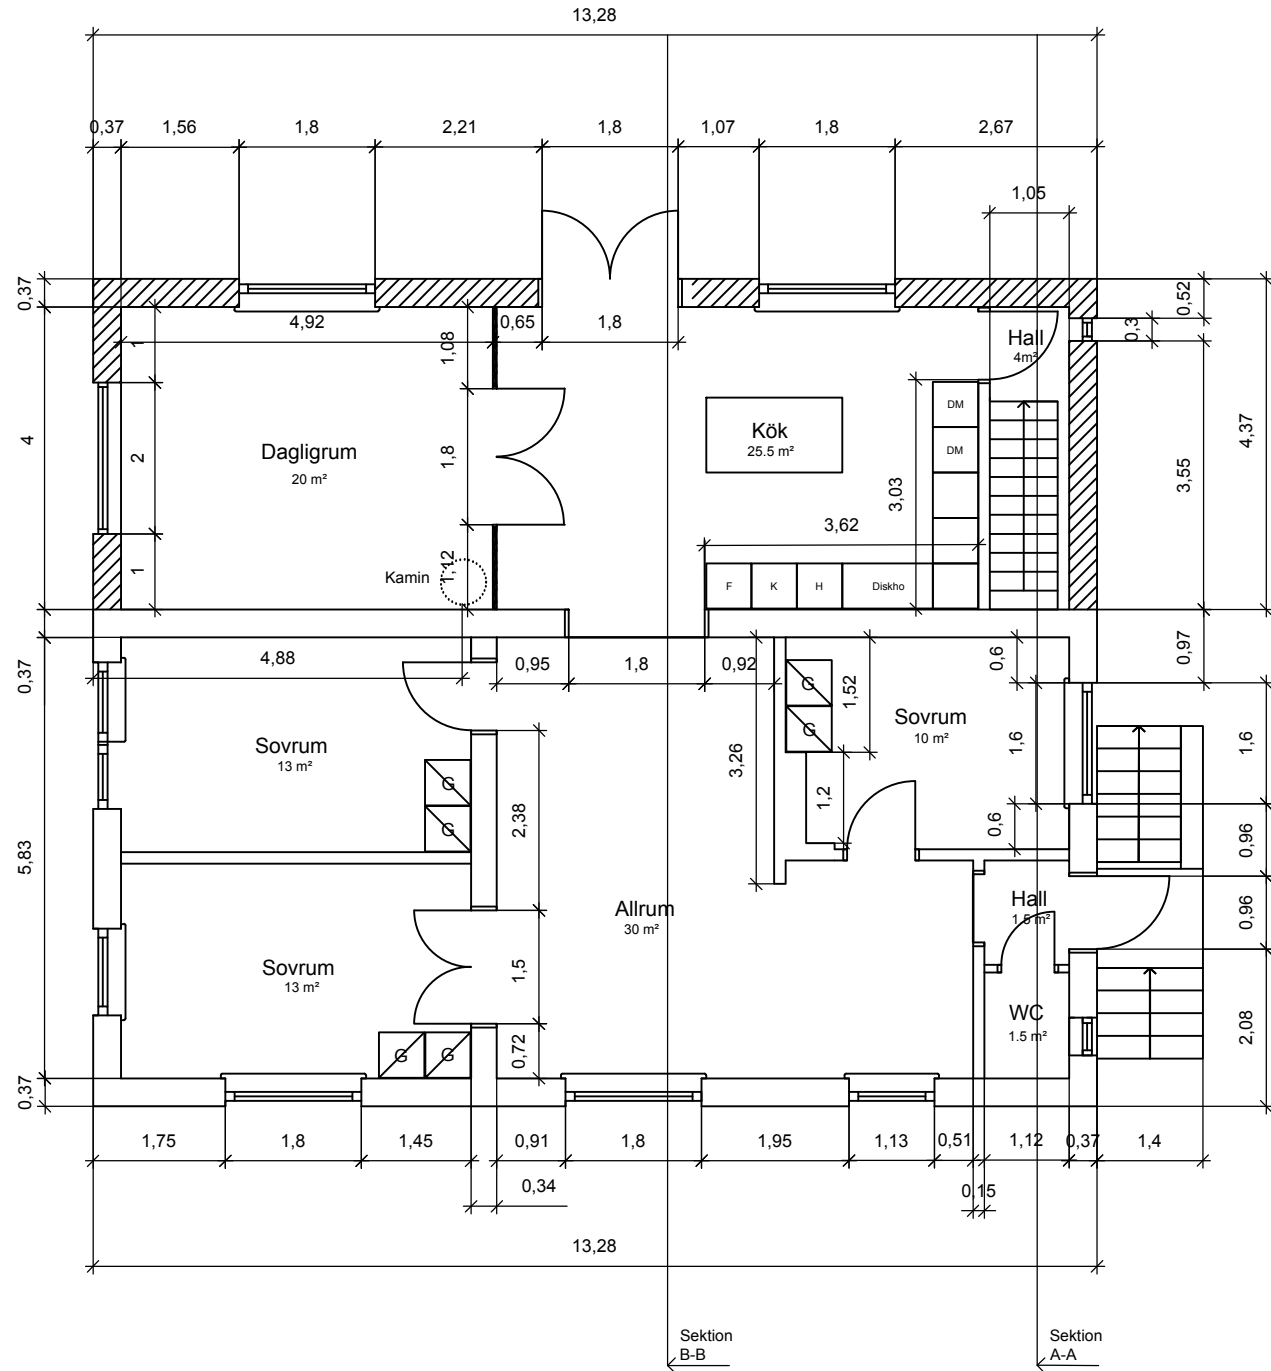 13,28
0,37 1,56 1,8 2,21 1,8 1,07 1,8 2,67
1,05
0,37
4,92
0,65
1,8
Hall
4m²
0,3
0,52
1
1,08
4
2
Dagligrum
20 m²
1,8
Kök
25.5 m²
DM
DM
3,03
3,55
4,37
3,62
1
Kamin
1,12
F K H Diskho
0,37
4,88
0,95 1,8 0,92
0,6
0,97
G
G
1,52
Sovrum
10 m²
1,6
1,6
Sovrum
13 m²
G
G
2,38
3,26
1,2
0,6
0,96
5,83
Allrum
30 m²
Hall
1.5 m²
0,96
Sovrum
13 m²
1,5
WC
1.5 m²
2,08
G G
0,72
0,37
1,75 1,8 1,45 0,91 1,8 1,95 1,13 0,51 1,12 0,37 1,4
0,34
0,15
13,28
Sektion
B-B
Sektion
A-A